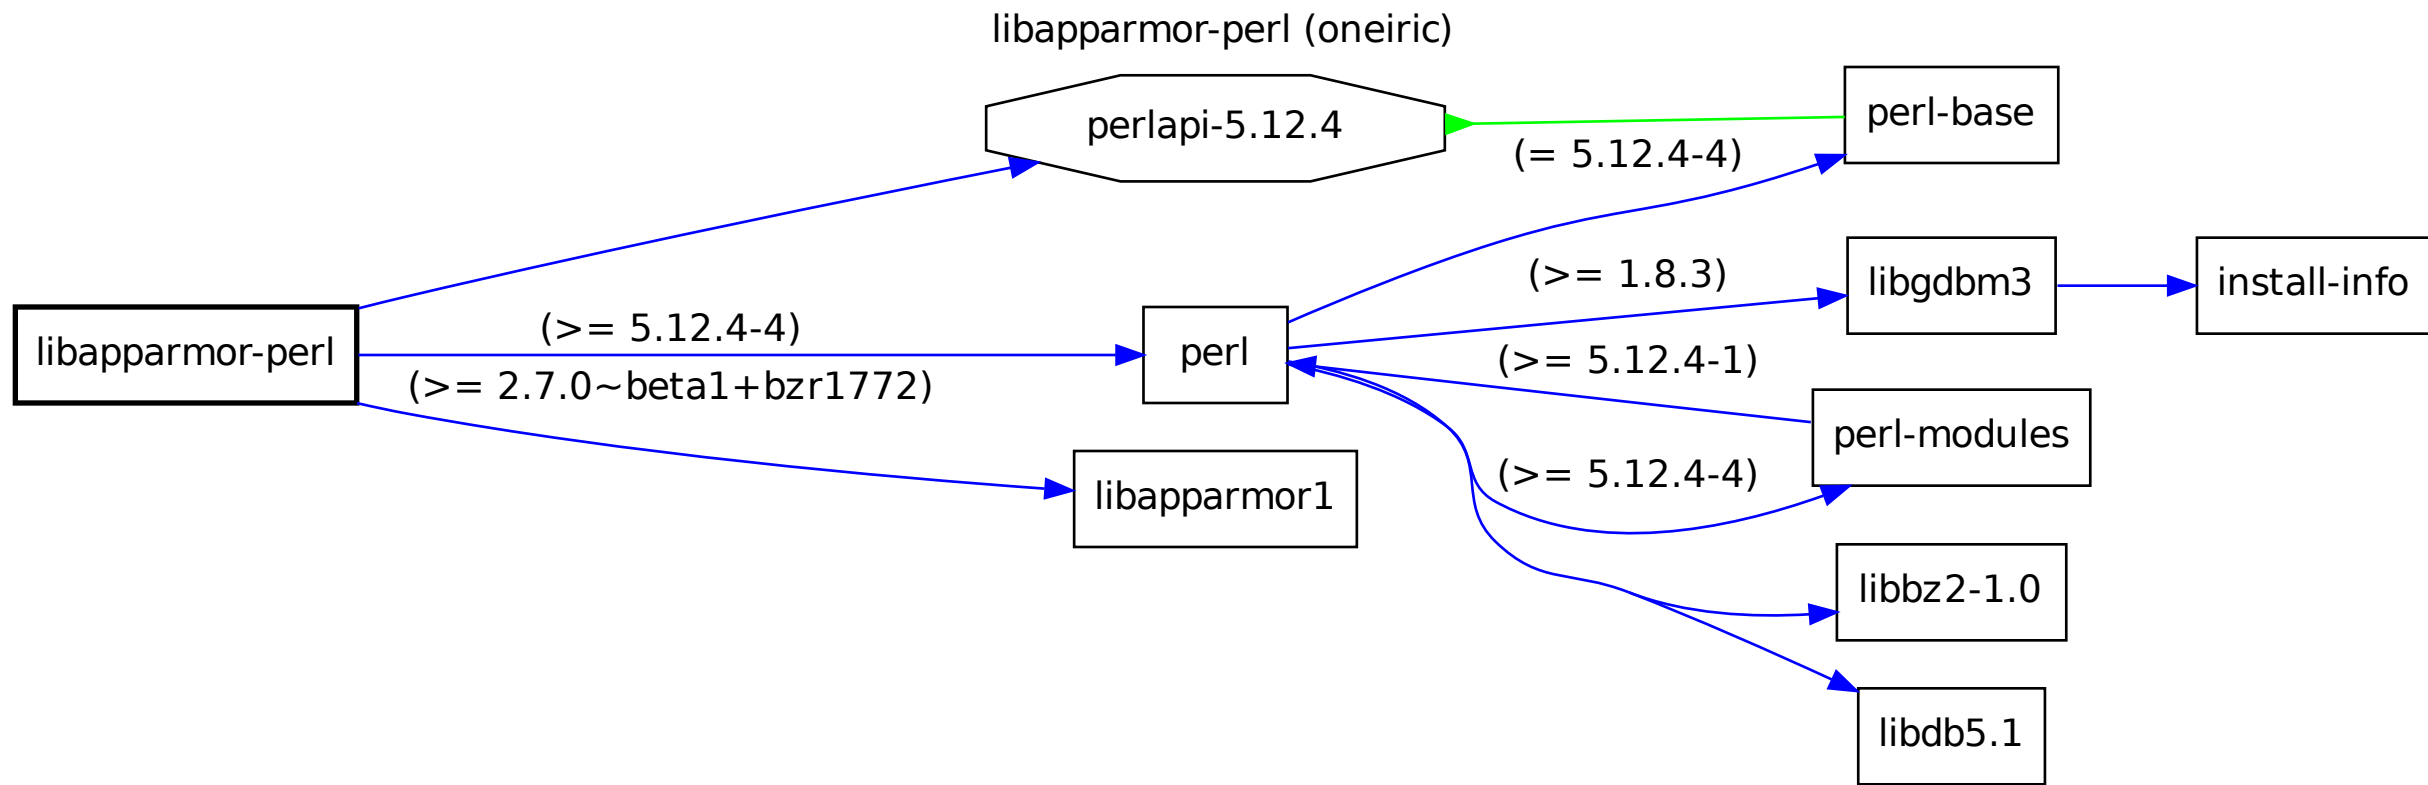 libapparmor-perl (oneiric)
perlapi-5.12.4
perl-base
(= 5.12.4-4)
(>= 1.8.3)
libgdbm3
install-info
(>= 5.12.4-4)
libapparmor-perl
perl
(>= 5.12.4-1)
(>= 2.7.0~beta1+bzr1772)
perl-modules
(>= 5.12.4-4)
libapparmor1
libbz2-1.0
libdb5.1